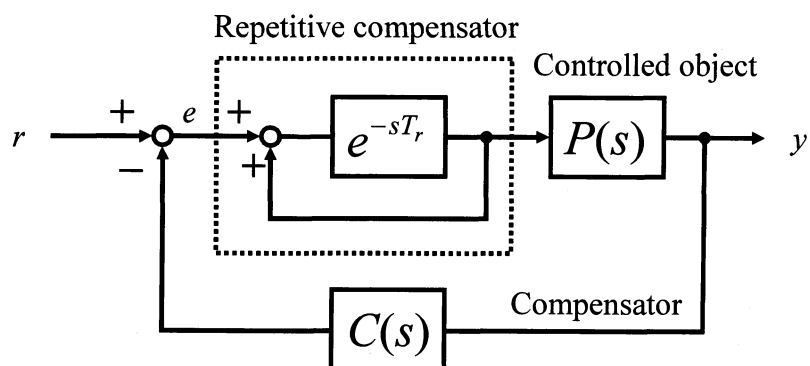 Repetitive compensator
Controlled object
r
+
e
+
e^{-sT_r}
P(s)
y
−
+
Compensator
C(s)